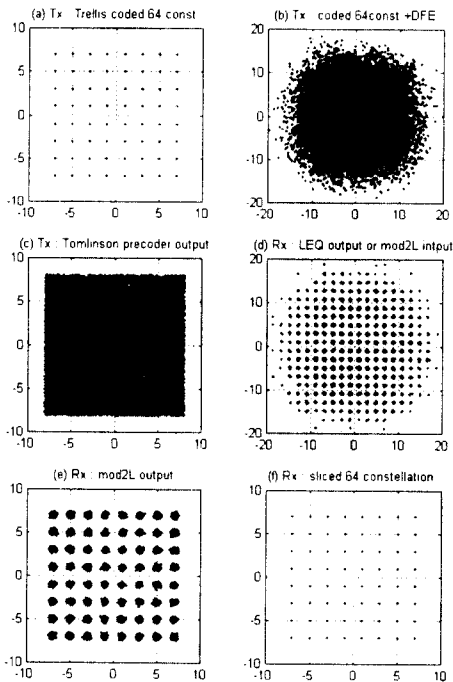 (a) Tx : Trellis coded 64 const
10
5
0
-5
-10
-10 -5 0 5 10
(b) Tx : coded 64const +DFE
20
10
0
-10
-20
-20 -10 0 10 20
(c) Tx : Tomlinson precoder output
10
5
0
-5
-10
-10 -5 0 5 10
(d) Rx : LEQ output or mod2L intput
20
10
0
-10
-20
-20 -10 0 10 20
(e) Rx : mod2L output
10
5
0
-5
-10
-10 -5 0 5 10
(f) Rx : sliced 64 constellation
10
5
0
-5
-10
-10 -5 0 5 10